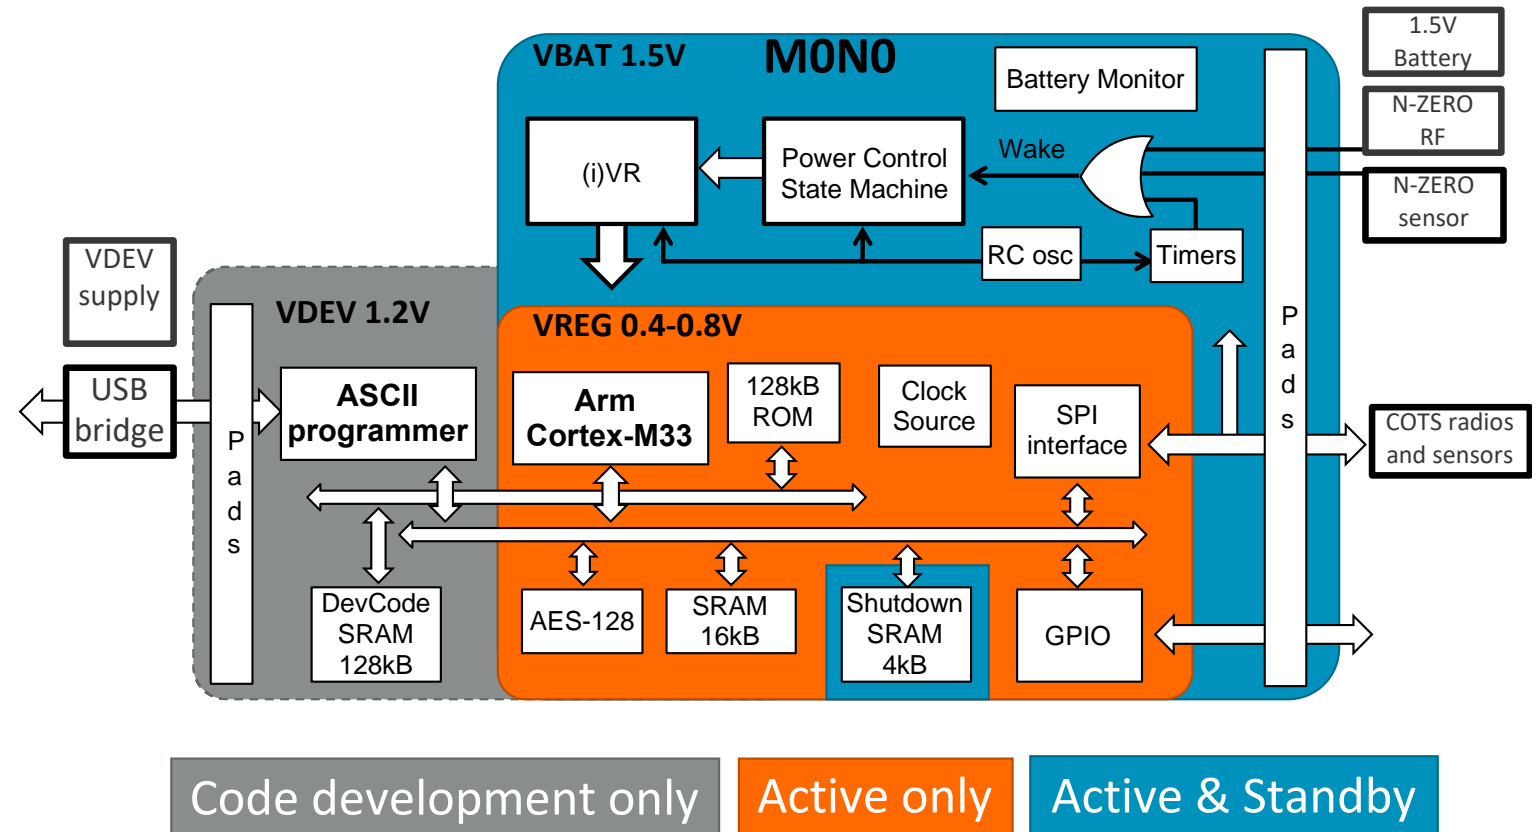 VBAT 1.5V
M0N0
Battery Monitor
1.5V
Battery
N-ZERO
RF
N-ZERO
sensor
(i)VR
Power Control
State Machine
Wake
RC osc
Timers
VDEV
supply
VDEV 1.2V
VREG 0.4-0.8V
Pads
USB
bridge
Pads
ASCII
programmer
Arm
Cortex-M33
128kB
ROM
Clock
Source
SPI
interface
COTS radios
and sensors
DevCode
SRAM
128kB
AES-128
SRAM
16kB
Shutdown
SRAM
4kB
GPIO
Code development only
Active only
Active & Standby